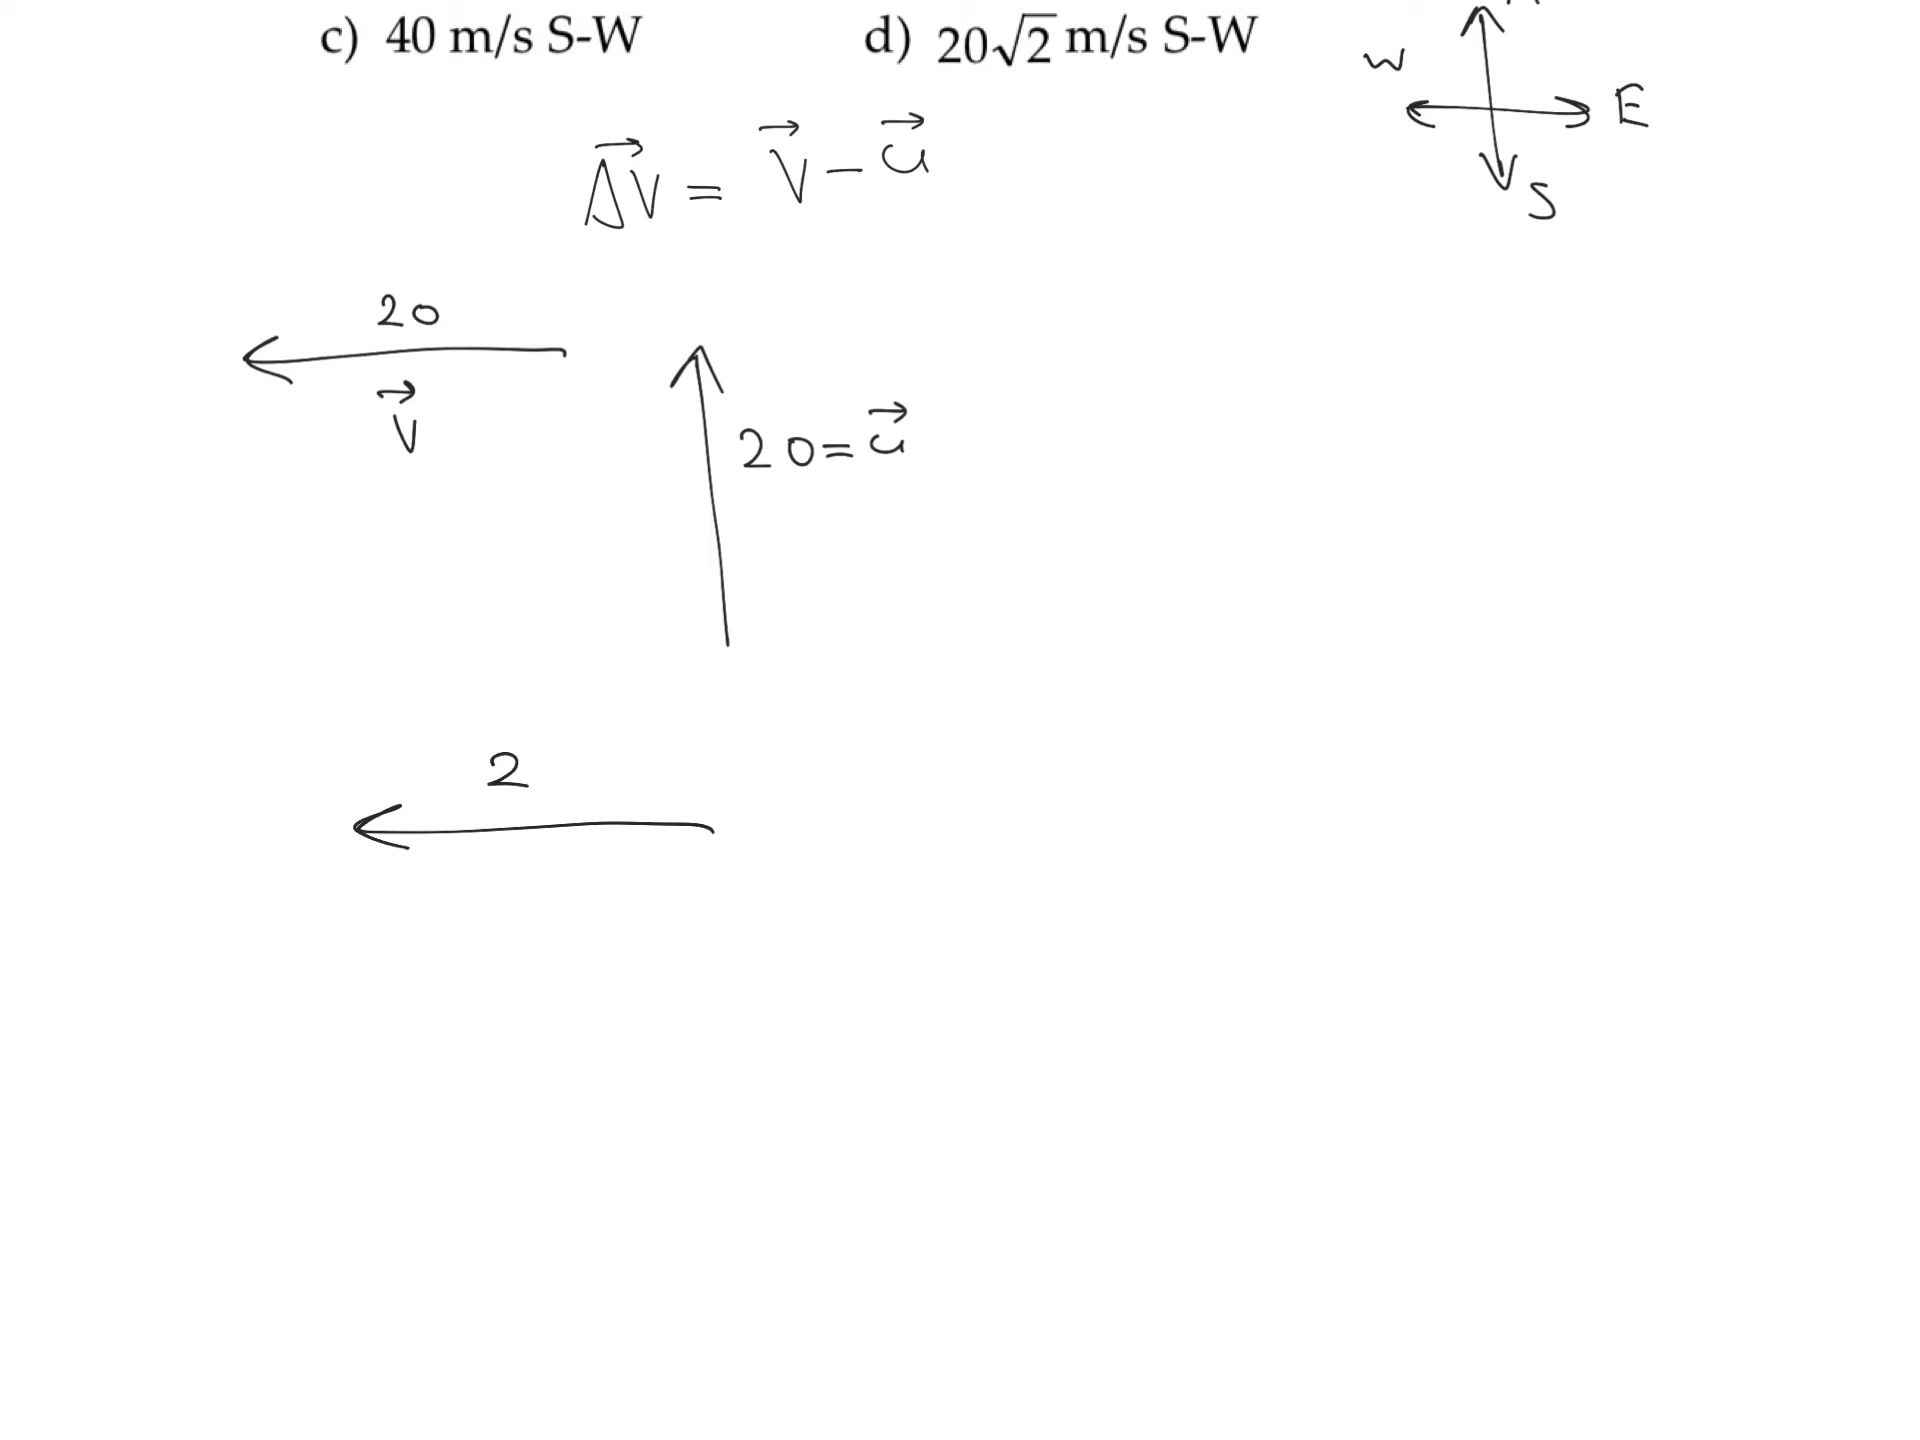 c) 40 m/s S-W
d) 20√2 m/s S-W
W
E
S
ΔV⃗ = V⃗ − u⃗
20
V⃗
20 = u⃗
2